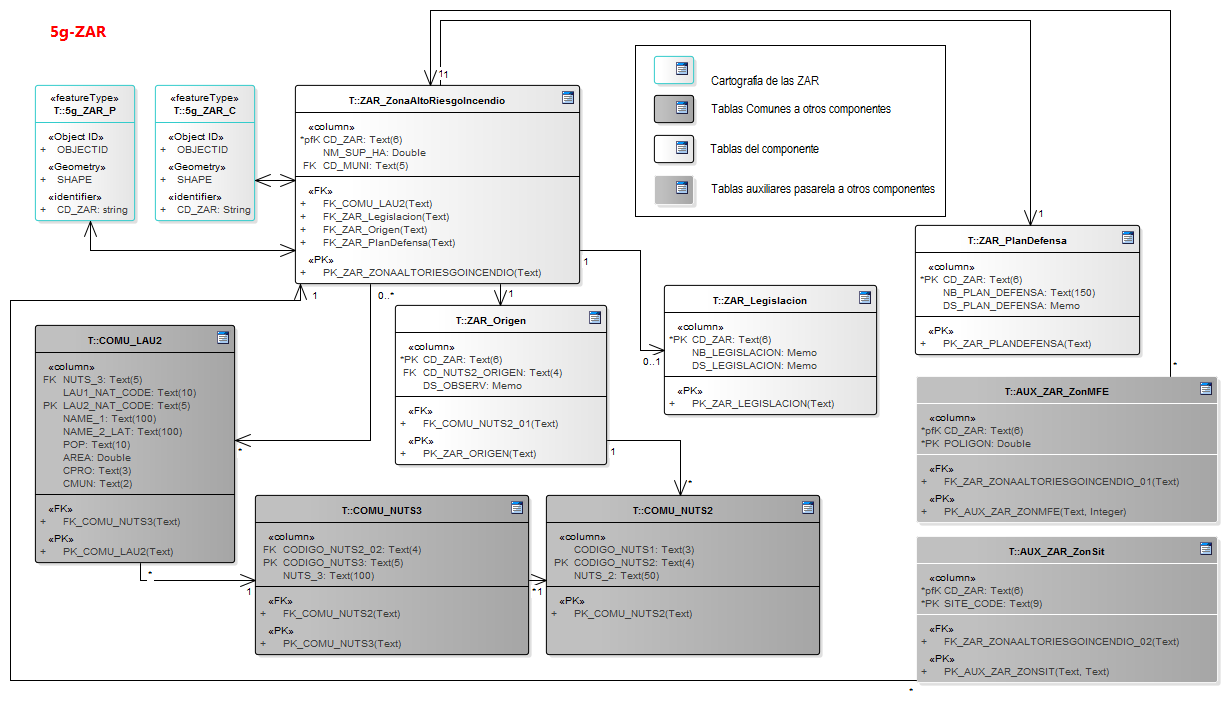 5g-ZAR
«featureType»
T::5g_ZAR_P
«Object ID»
+ OBJECTID
«Geometry»
+ SHAPE
«identifier»
+ CD_ZAR: string
«featureType»
T::5g_ZAR_C
«Object ID»
+ OBJECTID
«Geometry»
+ SHAPE
«identifier»
+ CD_ZAR: String
T::ZAR_ZonaAltoRiesgoIncendio
«column»
*pfK CD_ZAR: Text(6)
NM_SUP_HA: Double
FK CD_MUNI: Text(5)
«FK»
+ FK_COMU_LAU2(Text)
+ FK_ZAR_Legislacion(Text)
+ FK_ZAR_Origen(Text)
+ FK_ZAR_PlanDefensa(Text)
«PK»
+ PK_ZAR_ZONAALTORIESGOINCENDIO(Text)
1
1
Cartografía de las ZAR
Tablas Comunes a otros componentes
Tablas del componente
Tablas auxiliares pasarela a otros componentes
1
T::ZAR_PlanDefensa
«column»
*PK CD_ZAR: Text(6)
NB_PLAN_DEFENSA: Text(150)
DS_PLAN_DEFENSA: Memo
«PK»
+ PK_ZAR_PLANDEFENSA(Text)
1
1
0..*
1
T::ZAR_Legislacion
«column»
*PK CD_ZAR: Text(6)
NB_LEGISLACION: Memo
DS_LEGISLACION: Memo
«PK»
+ PK_ZAR_LEGISLACION(Text)
0..1
T::ZAR_Origen
«column»
*PK CD_ZAR: Text(6)
FK CD_NUTS2_ORIGEN: Text(4)
DS_OBSERV: Memo
«FK»
+ FK_COMU_NUTS2_01(Text)
«PK»
+ PK_ZAR_ORIGEN(Text)
1
*
T::COMU_LAU2
«column»
FK NUTS_3: Text(5)
LAU1_NAT_CODE: Text(10)
PK LAU2_NAT_CODE: Text(5)
NAME_1: Text(100)
NAME_2_LAT: Text(100)
POP: Text(10)
AREA: Double
CPRO: Text(3)
CMUN: Text(2)
«FK»
+ FK_COMU_NUTS3(Text)
«PK»
+ PK_COMU_LAU2(Text)
*
*
1
T::COMU_NUTS3
«column»
FK CODIGO_NUTS2_02: Text(4)
PK CODIGO_NUTS3: Text(5)
NUTS_3: Text(100)
«FK»
+ FK_COMU_NUTS2(Text)
«PK»
+ PK_COMU_NUTS3(Text)
*
1
T::COMU_NUTS2
«column»
CODIGO_NUTS1: Text(3)
PK CODIGO_NUTS2: Text(4)
NUTS_2: Text(50)
«PK»
+ PK_COMU_NUTS2(Text)
*
T::AUX_ZAR_ZonMFE
«column»
*pfK CD_ZAR: Text(6)
*PK POLIGON: Double
«FK»
+ FK_ZAR_ZONAALTORIESGOINCENDIO_01(Text)
«PK»
+ PK_AUX_ZAR_ZONMFE(Text, Integer)
T::AUX_ZAR_ZonSit
«column»
*pfK CD_ZAR: Text(6)
*PK SITE_CODE: Text(9)
«FK»
+ FK_ZAR_ZONAALTORIESGOINCENDIO_02(Text)
«PK»
+ PK_AUX_ZAR_ZONSIT(Text, Text)
*